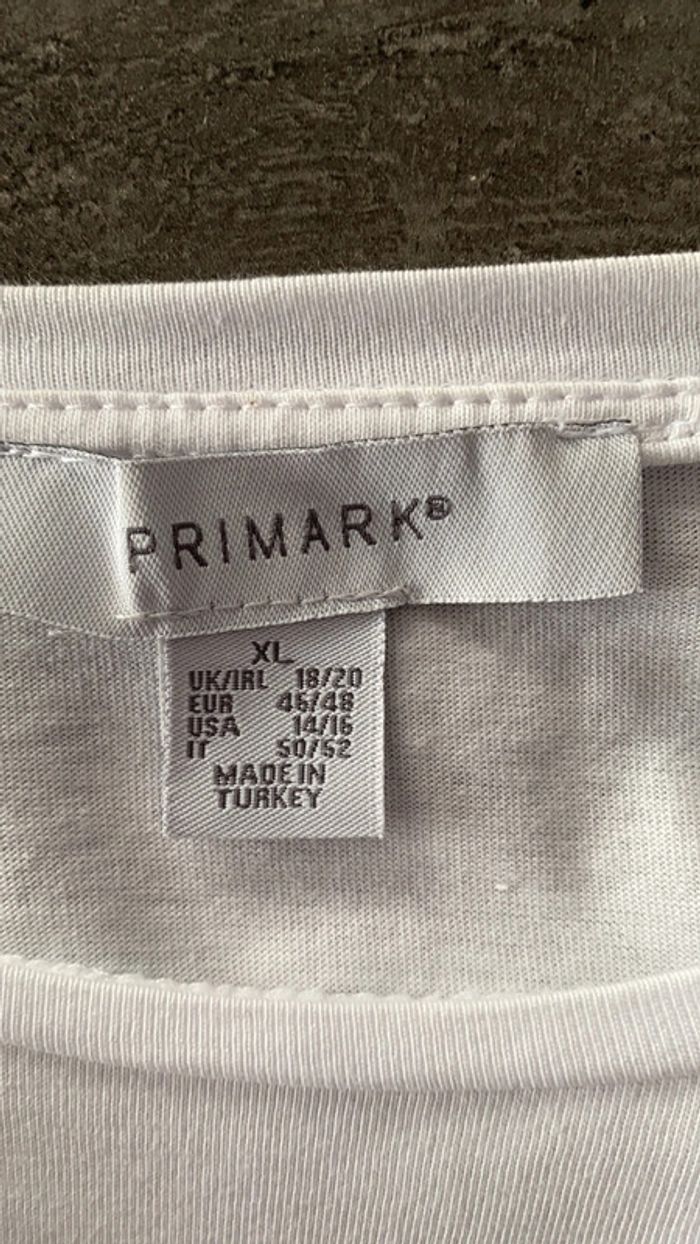 PRIMARK®
XL
UK/IRL 18/20
EUR 46/48
USA 14/16
IT 50/52
MADE IN
TURKEY